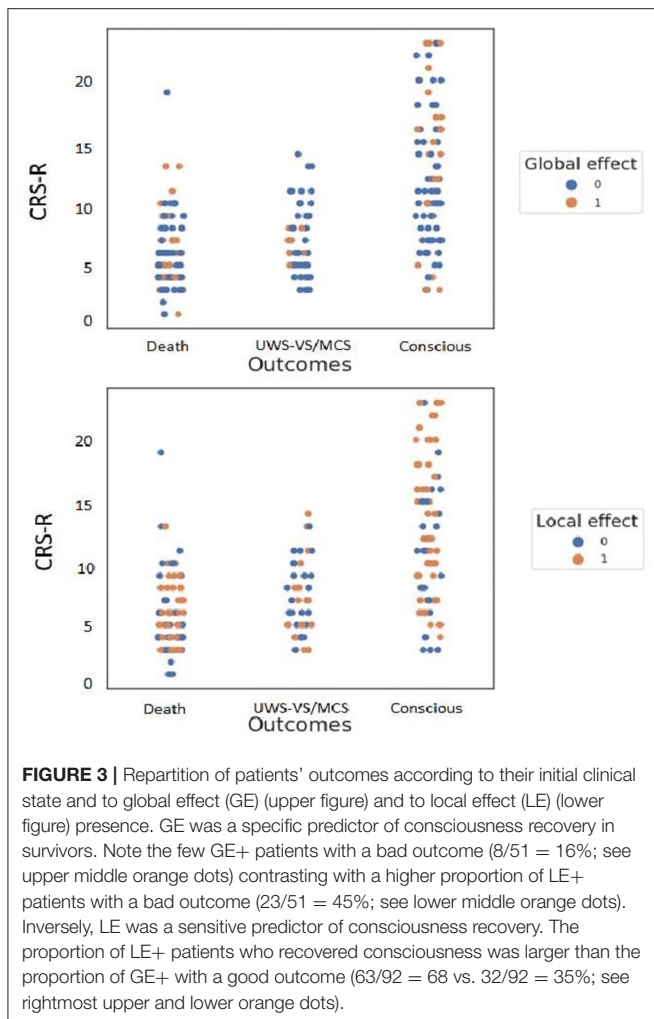 CRS-R
20
15
10
5
0
Death UWS-VS/MCS Conscious
Outcomes
Global effect
0
1
CRS-R
20
15
10
5
0
Death UWS-VS/MCS Conscious
Outcomes
Local effect
0
1
FIGURE 3 | Repartition of patients' outcomes according to their initial clinical
state and to global effect (GE) (upper figure) and to local effect (LE) (lower
figure) presence. GE was a specific predictor of consciousness recovery in
survivors. Note the few GE+ patients with a bad outcome (8/51 = 16%; see
upper middle orange dots) contrasting with a higher proportion of LE+
patients with a bad outcome (23/51 = 45%; see lower middle orange dots).
Inversely, LE was a sensitive predictor of consciousness recovery. The
proportion of LE+ patients who recovered consciousness was larger than the
proportion of GE+ with a good outcome (63/92 = 68 vs. 32/92 = 35%; see
rightmost upper and lower orange dots).